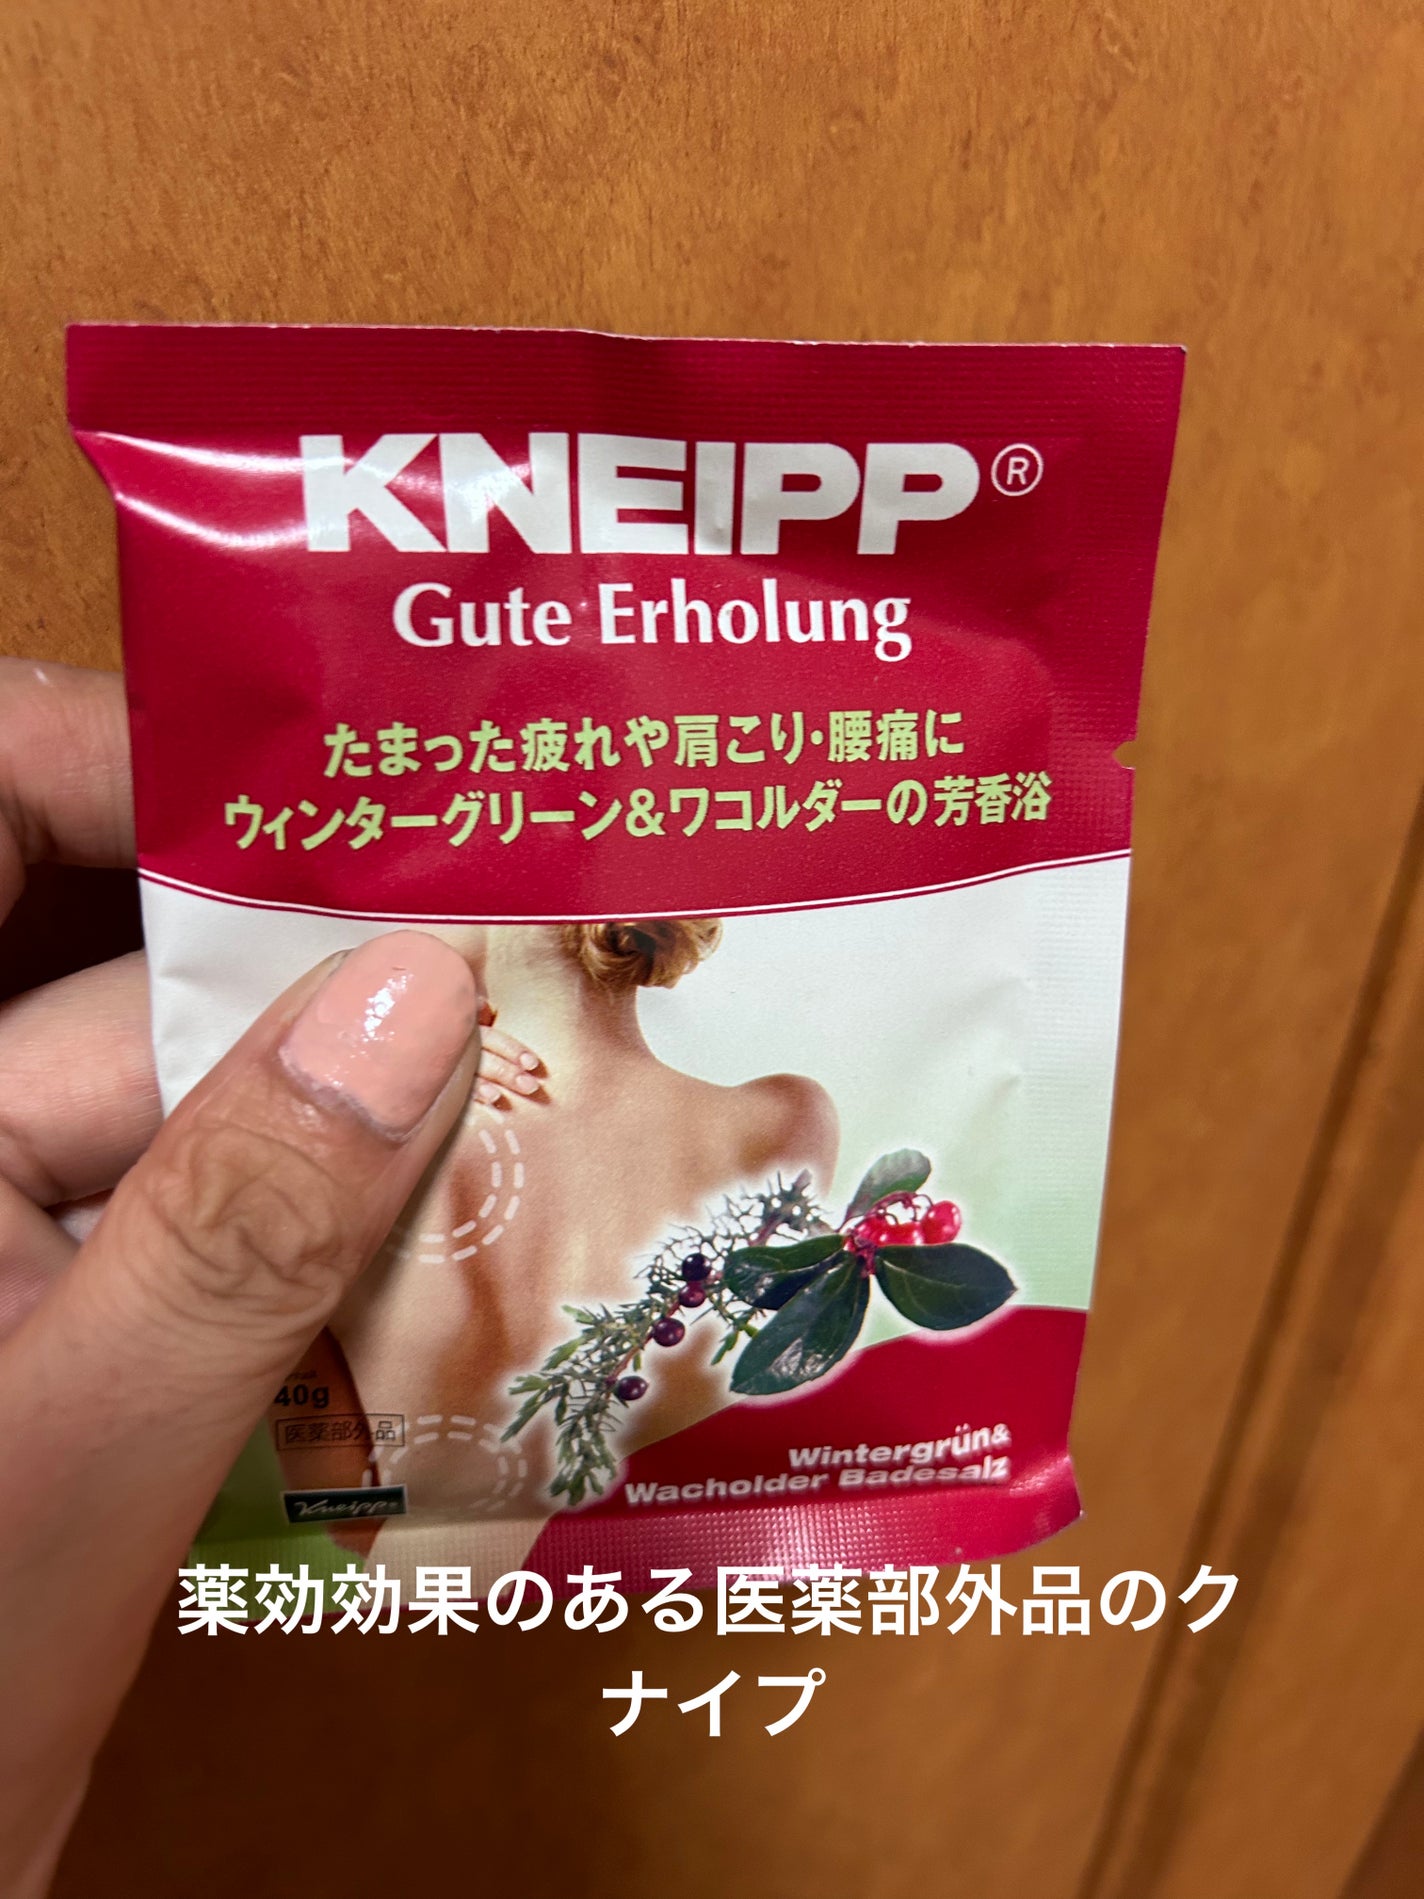 KNEIPP®
Gute Erholung
たまった疲れや肩こり・腰痛に
ウィンターグリーン&ワコルダーの芳香浴
40g
医薬部外品
Kneipp®
Wintergrün&
Wacholder Badesalz
薬効効果のある医薬部外品のク
ナイプ